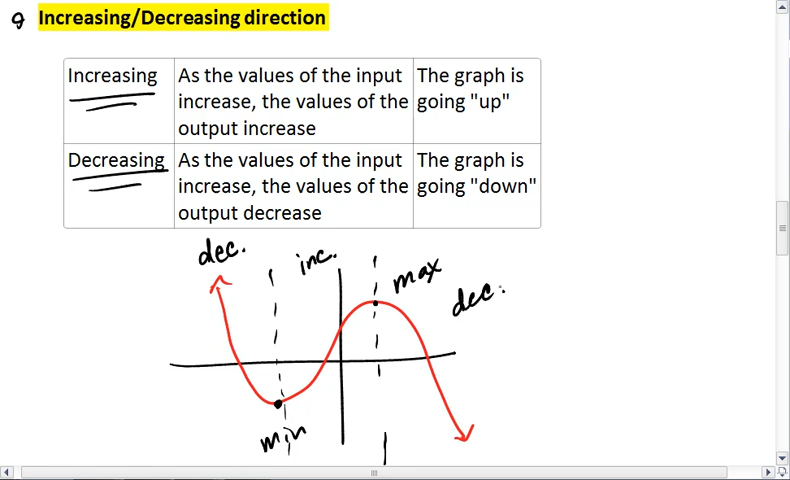 Increasing/Decreasing direction
Increasing
As the values of the input
increase, the values of the
output increase
The graph is
going "up"
Decreasing
As the values of the input
increase, the values of the
output decrease
The graph is
going "down"
dec.
inc.
max
dec.
min